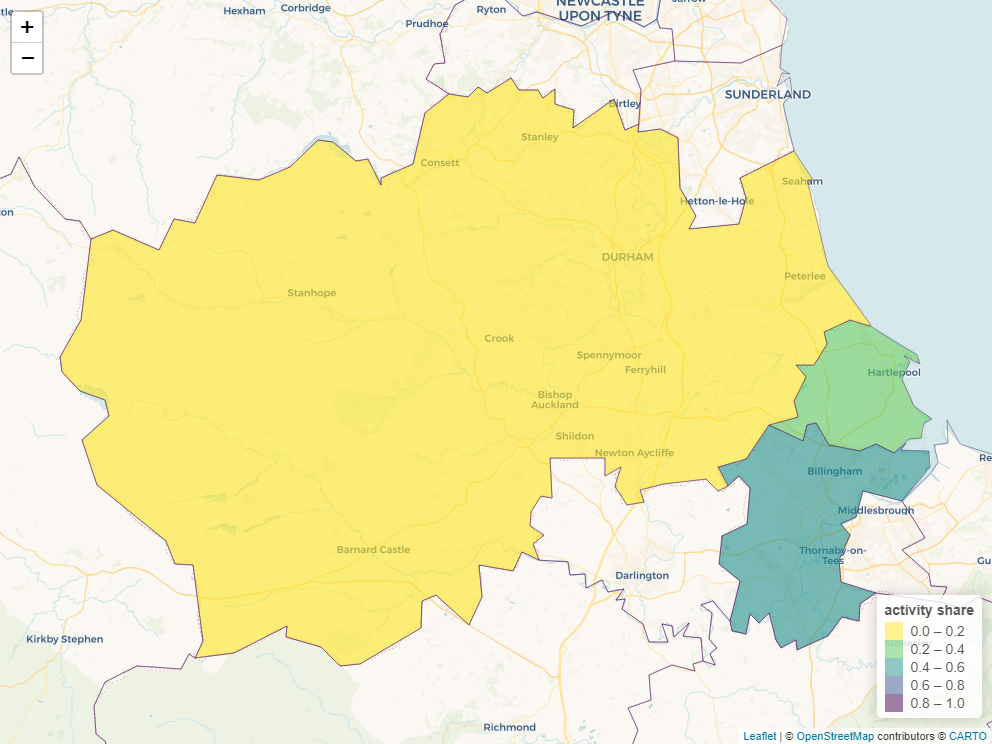 Hexham
Corbridge
Prudhoe
Ryton
NEWCASTLE
UPON TYNE
+
−
Birtley
SUNDERLAND
Stanley
Consett
Seaham
Hetton-le-Hole
DURHAM
Peterlee
Stanhope
Crook
Spennymoor
Ferryhill
Hartlepool
Bishop
Auckland
Shildon
Newton Aycliffe
Billingham
Middlesbrough
Barnard Castle
Thornaby-on-
Tees
Darlington
Kirkby Stephen
Richmond
activity share
0.0 – 0.2
0.2 – 0.4
0.4 – 0.6
0.6 – 0.8
0.8 – 1.0
Leaflet | © OpenStreetMap contributors © CARTO